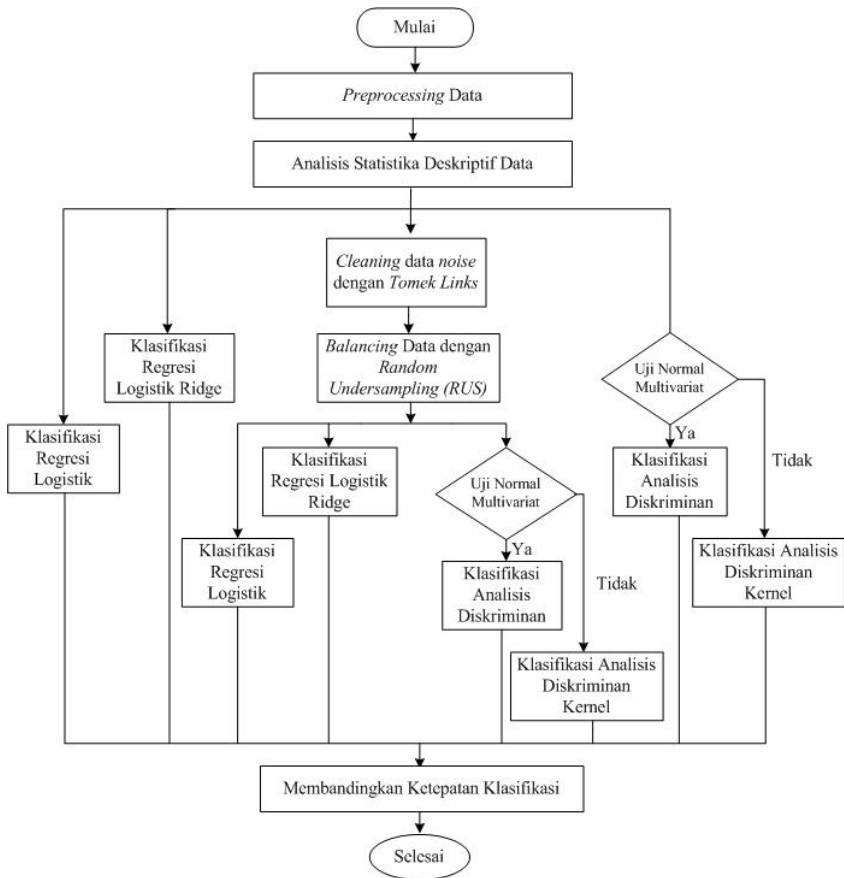 Mulai
Preprocessing Data
Analisis Statistika Deskriptif Data
Cleaning data noise
dengan Tomek Links
Klasifikasi
Regresi
Logistik Ridge
Balancing Data dengan
Random
Undersampling (RUS)
Uji Normal
Multivariat
Ya
Tidak
Klasifikasi
Regresi
Logistik
Klasifikasi
Regresi Logistik
Ridge
Uji Normal
Multivariat
Klasifikasi
Analisis
Diskriminan
Klasifikasi
Regresi
Logistik
Ya
Tidak
Klasifikasi
Analisis
Diskriminan
Klasifikasi Analisis
Diskriminan
Kernel
Klasifikasi Analisis
Diskriminan
Kernel
Membandingkan Ketepatan Klasifikasi
Selesai